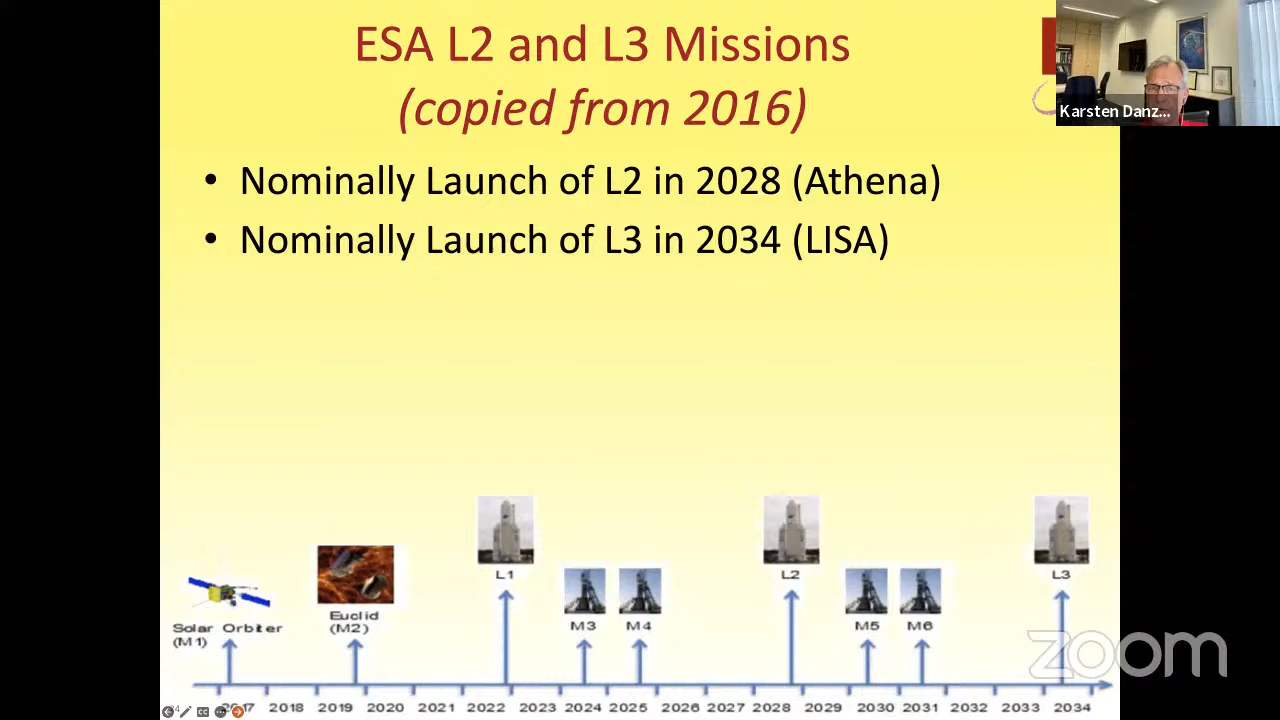 ESA L2 and L3 Missions
(copied from 2016)
Karsten Danz...
• Nominally Launch of L2 in 2028 (Athena)
• Nominally Launch of L3 in 2034 (LISA)
L1
L2
L3
Euclid
(M2)
M3
M4
M5
M6
Solar Orbiter
(M1)
zoom
2018
2019
2020
2021
2022
2023
2024
2025
2026
2027
2028
2029
2030
2031
2032
2033
2034